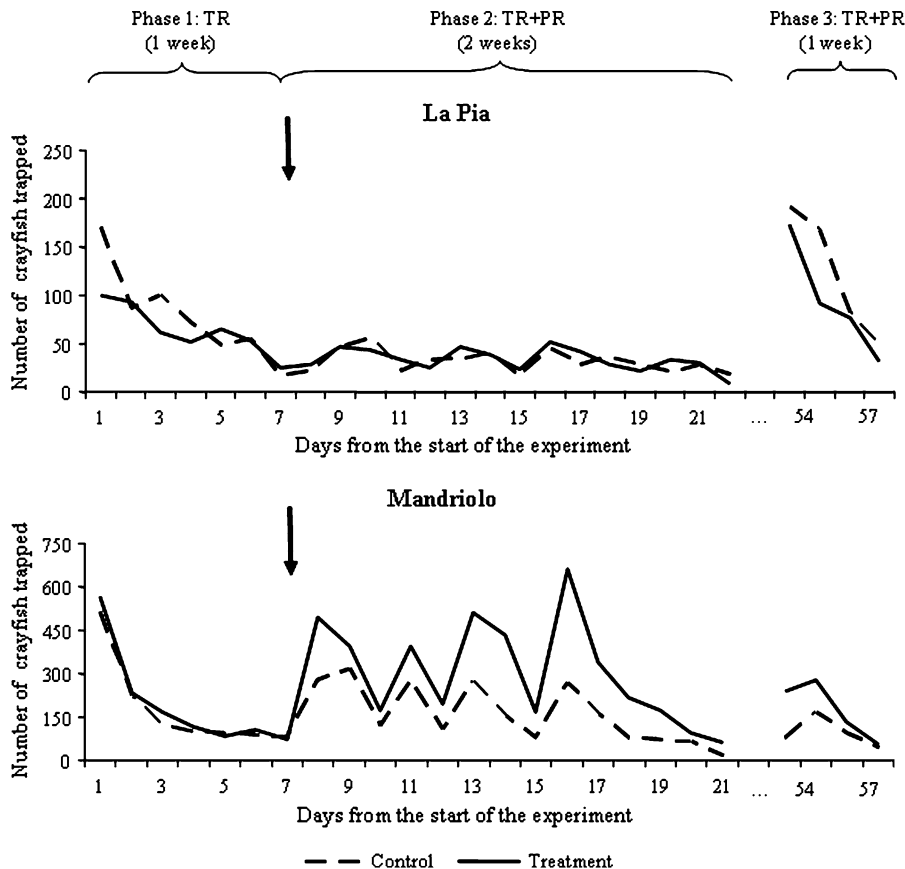 Phase 1: TR Phase 2: TR+PR Phase 3: TR+PR
(1 week) (2 weeks) (1 week)
La Pia
Number of crayfish trapped
250
200
150
100
50
0
1 3 5 7 9 11 13 15 17 19 21 ... 54 57
Days from the start of the experiment
Mandriolo
Number of crayfish trapped
750
600
450
300
150
0
1 3 5 7 9 11 13 15 17 19 21 ... 54 57
Days from the start of the experiment
Control Treatment